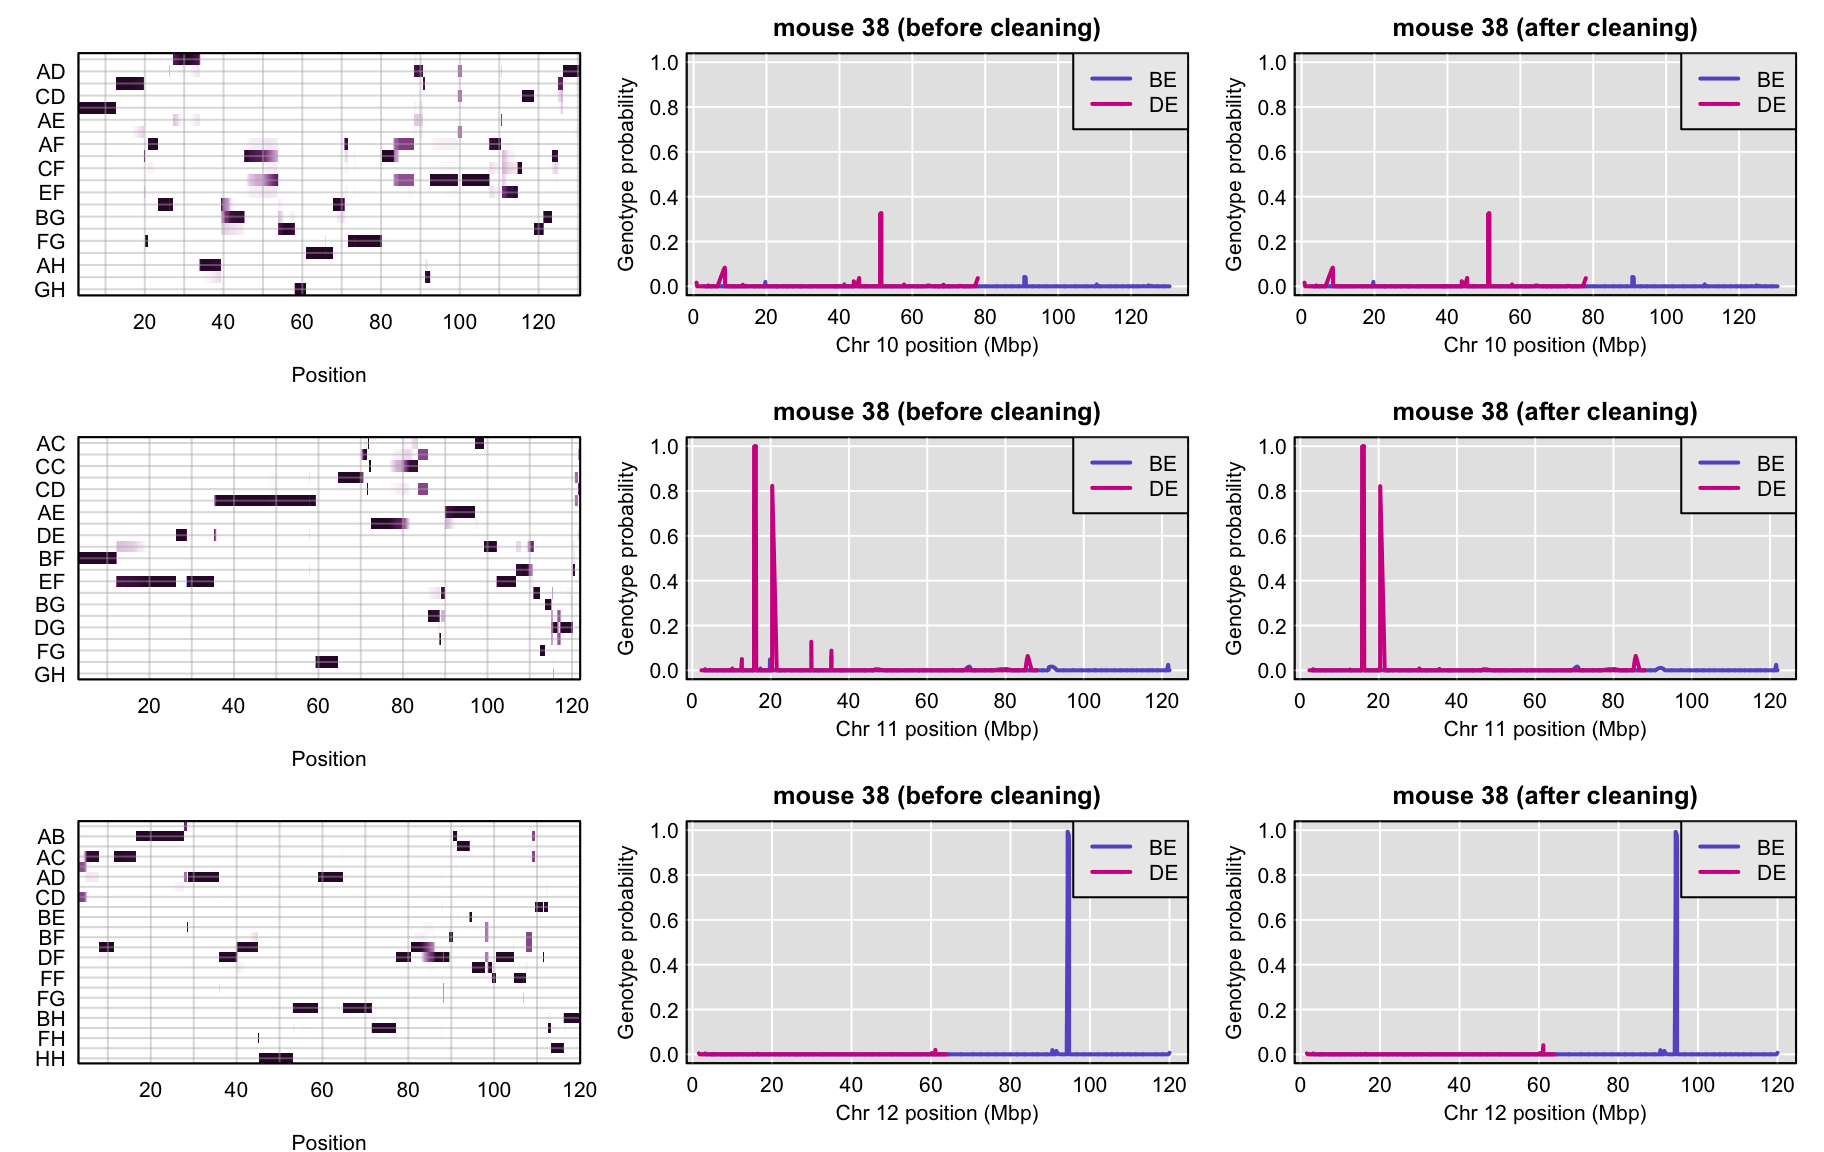 mouse 38 (before cleaning)
mouse 38 (after cleaning)
AD
CD
AE
AF
CF
EF
BG
FG
AH
GH
20 40 60 80 100 120
Position
Genotype probability
1.0
0.8
0.6
0.4
0.2
0.0
BE
DE
0 20 40 60 80 100 120
Chr 10 position (Mbp)
Genotype probability
1.0
0.8
0.6
0.4
0.2
0.0
BE
DE
0 20 40 60 80 100 120
Chr 10 position (Mbp)
mouse 38 (before cleaning)
mouse 38 (after cleaning)
AC
CC
CD
AE
DE
BF
EF
BG
DG
FG
GH
20 40 60 80 100 120
Position
Genotype probability
1.0
0.8
0.6
0.4
0.2
0.0
BE
DE
0 20 40 60 80 100 120
Chr 11 position (Mbp)
Genotype probability
1.0
0.8
0.6
0.4
0.2
0.0
BE
DE
0 20 40 60 80 100 120
Chr 11 position (Mbp)
mouse 38 (before cleaning)
mouse 38 (after cleaning)
AB
AC
AD
CD
BE
BF
DF
FF
FG
BH
FH
HH
20 40 60 80 100 120
Position
Genotype probability
1.0
0.8
0.6
0.4
0.2
0.0
BE
DE
0 20 40 60 80 100 120
Chr 12 position (Mbp)
Genotype probability
1.0
0.8
0.6
0.4
0.2
0.0
BE
DE
0 20 40 60 80 100 120
Chr 12 position (Mbp)